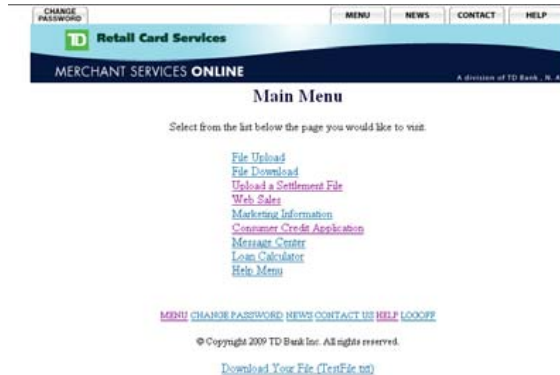 CHANGE
PASSWORD
MENU NEWS CONTACT HELP
TD Retail Card Services
MERCHANT SERVICES ONLINE
A division of TD Bank, N. A
Main Menu
Select from the list below the page you would like to visit.
File Upload
File Download
Upload a Settlement File
Web Sales
Marketing Information
Consumer Credit Application
Message Center
Loan Calculator
Help Menu
MENU CHANGE PASSWORD NEWS CONTACT US HELP LOGOFF
© Copyright 2009 TD Bank Inc. All rights reserved.
Download Your File (TestFile.txt)